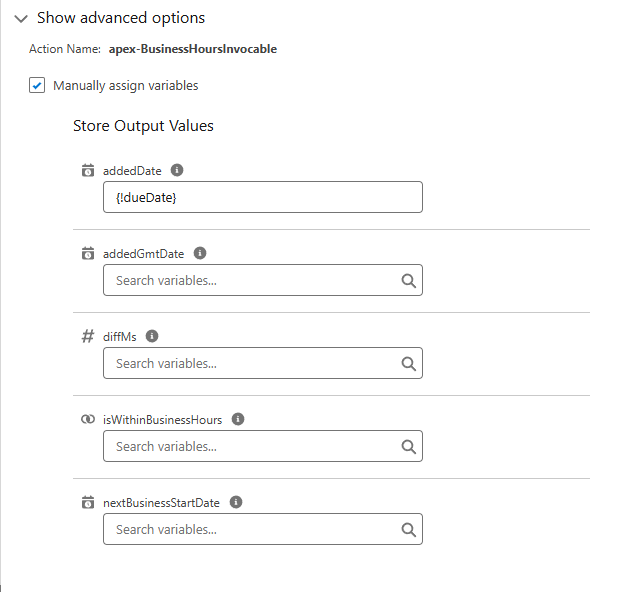 Show advanced options
Action Name: apex-BusinessHoursInvocable
Manually assign variables
Store Output Values
addedDate
{!dueDate}
addedGmtDate
Search variables...
diffMs
Search variables...
isWithinBusinessHours
Search variables...
nextBusinessStartDate
Search variables...